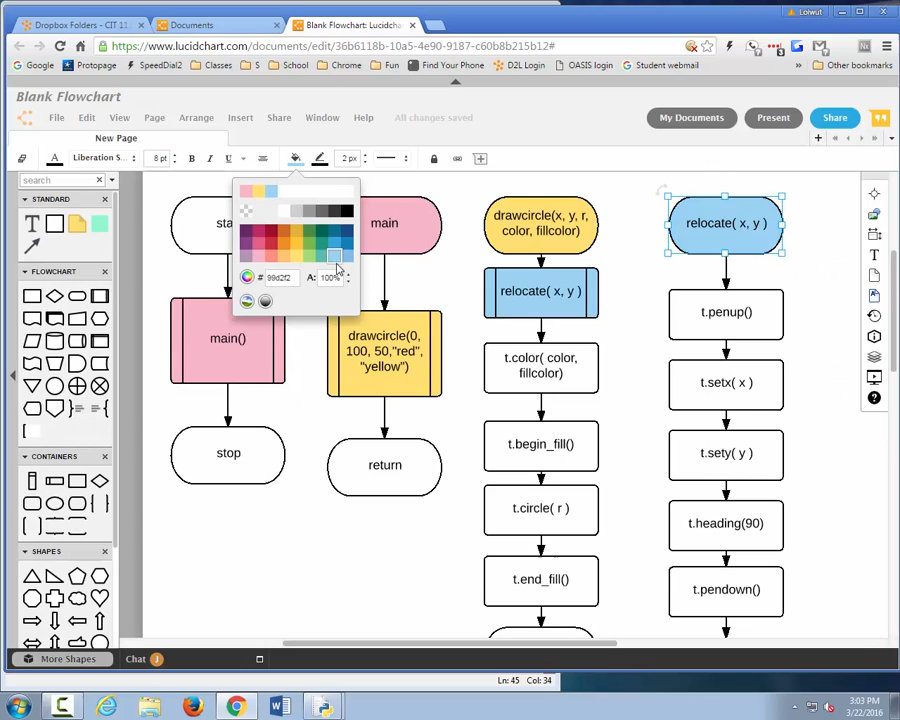 Dropbox Folders - CIT 11
Documents
Blank Flowchart: Lucidchart
Loiwut
https://www.lucidchart.com/documents/edit/36b6118b-10a5-4e90-9187-c60b8b215b12#
Google
Protopage
SpeedDial2
Classes
S
School
Church
Fun
Find Your Phone
D2L Login
OASIS login
Student webmail
»
Other bookmarks
Blank Flowchart
File
Edit
View
Page
Arrange
Insert
Share
Window
Help
All changes saved
My Documents
Present
Share
New Page
Liberation S...
8 pt
B
I
U
2 px
search
STANDARD
T
FLOWCHART
CONTAINERS
SHAPES
# 99d2f2
A: 100%
sta
main()
stop
main
drawcircle(0,
100, 50,"red",
"yellow")
return
drawcircle(x, y, r,
color, fillcolor)
relocate( x, y )
t.color( color,
fillcolor)
t.begin_fill()
t.circle( r )
t.end_fill()
relocate( x, y )
t.penup()
t.setx( x )
t.sety( y )
t.heading(90)
t.pendown()
More Shapes
Chat
J
Ln: 45 Col: 34
3:03 PM
3/22/2016